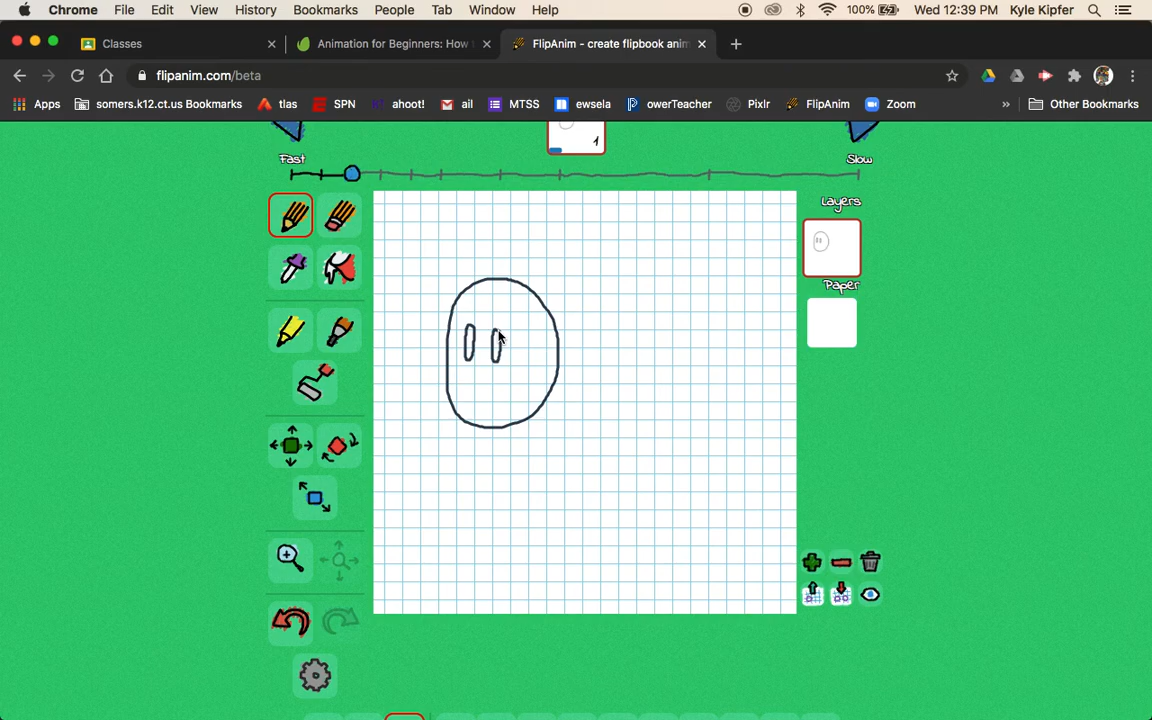 Chrome File Edit View History Bookmarks People Tab Window Help 100% Wed 12:39 PM Kyle Kipfer
Classes Animation for Beginners: How FlipAnim - create flipbook anim
flipanim.com/beta
Apps somers.k12.ct.us Bookmarks tlas SPN ahoot! ail MTSS ewsela owerTeacher Pixlr FlipAnim Zoom » Other Bookmarks
1
Fast Slow
Layers
Paper